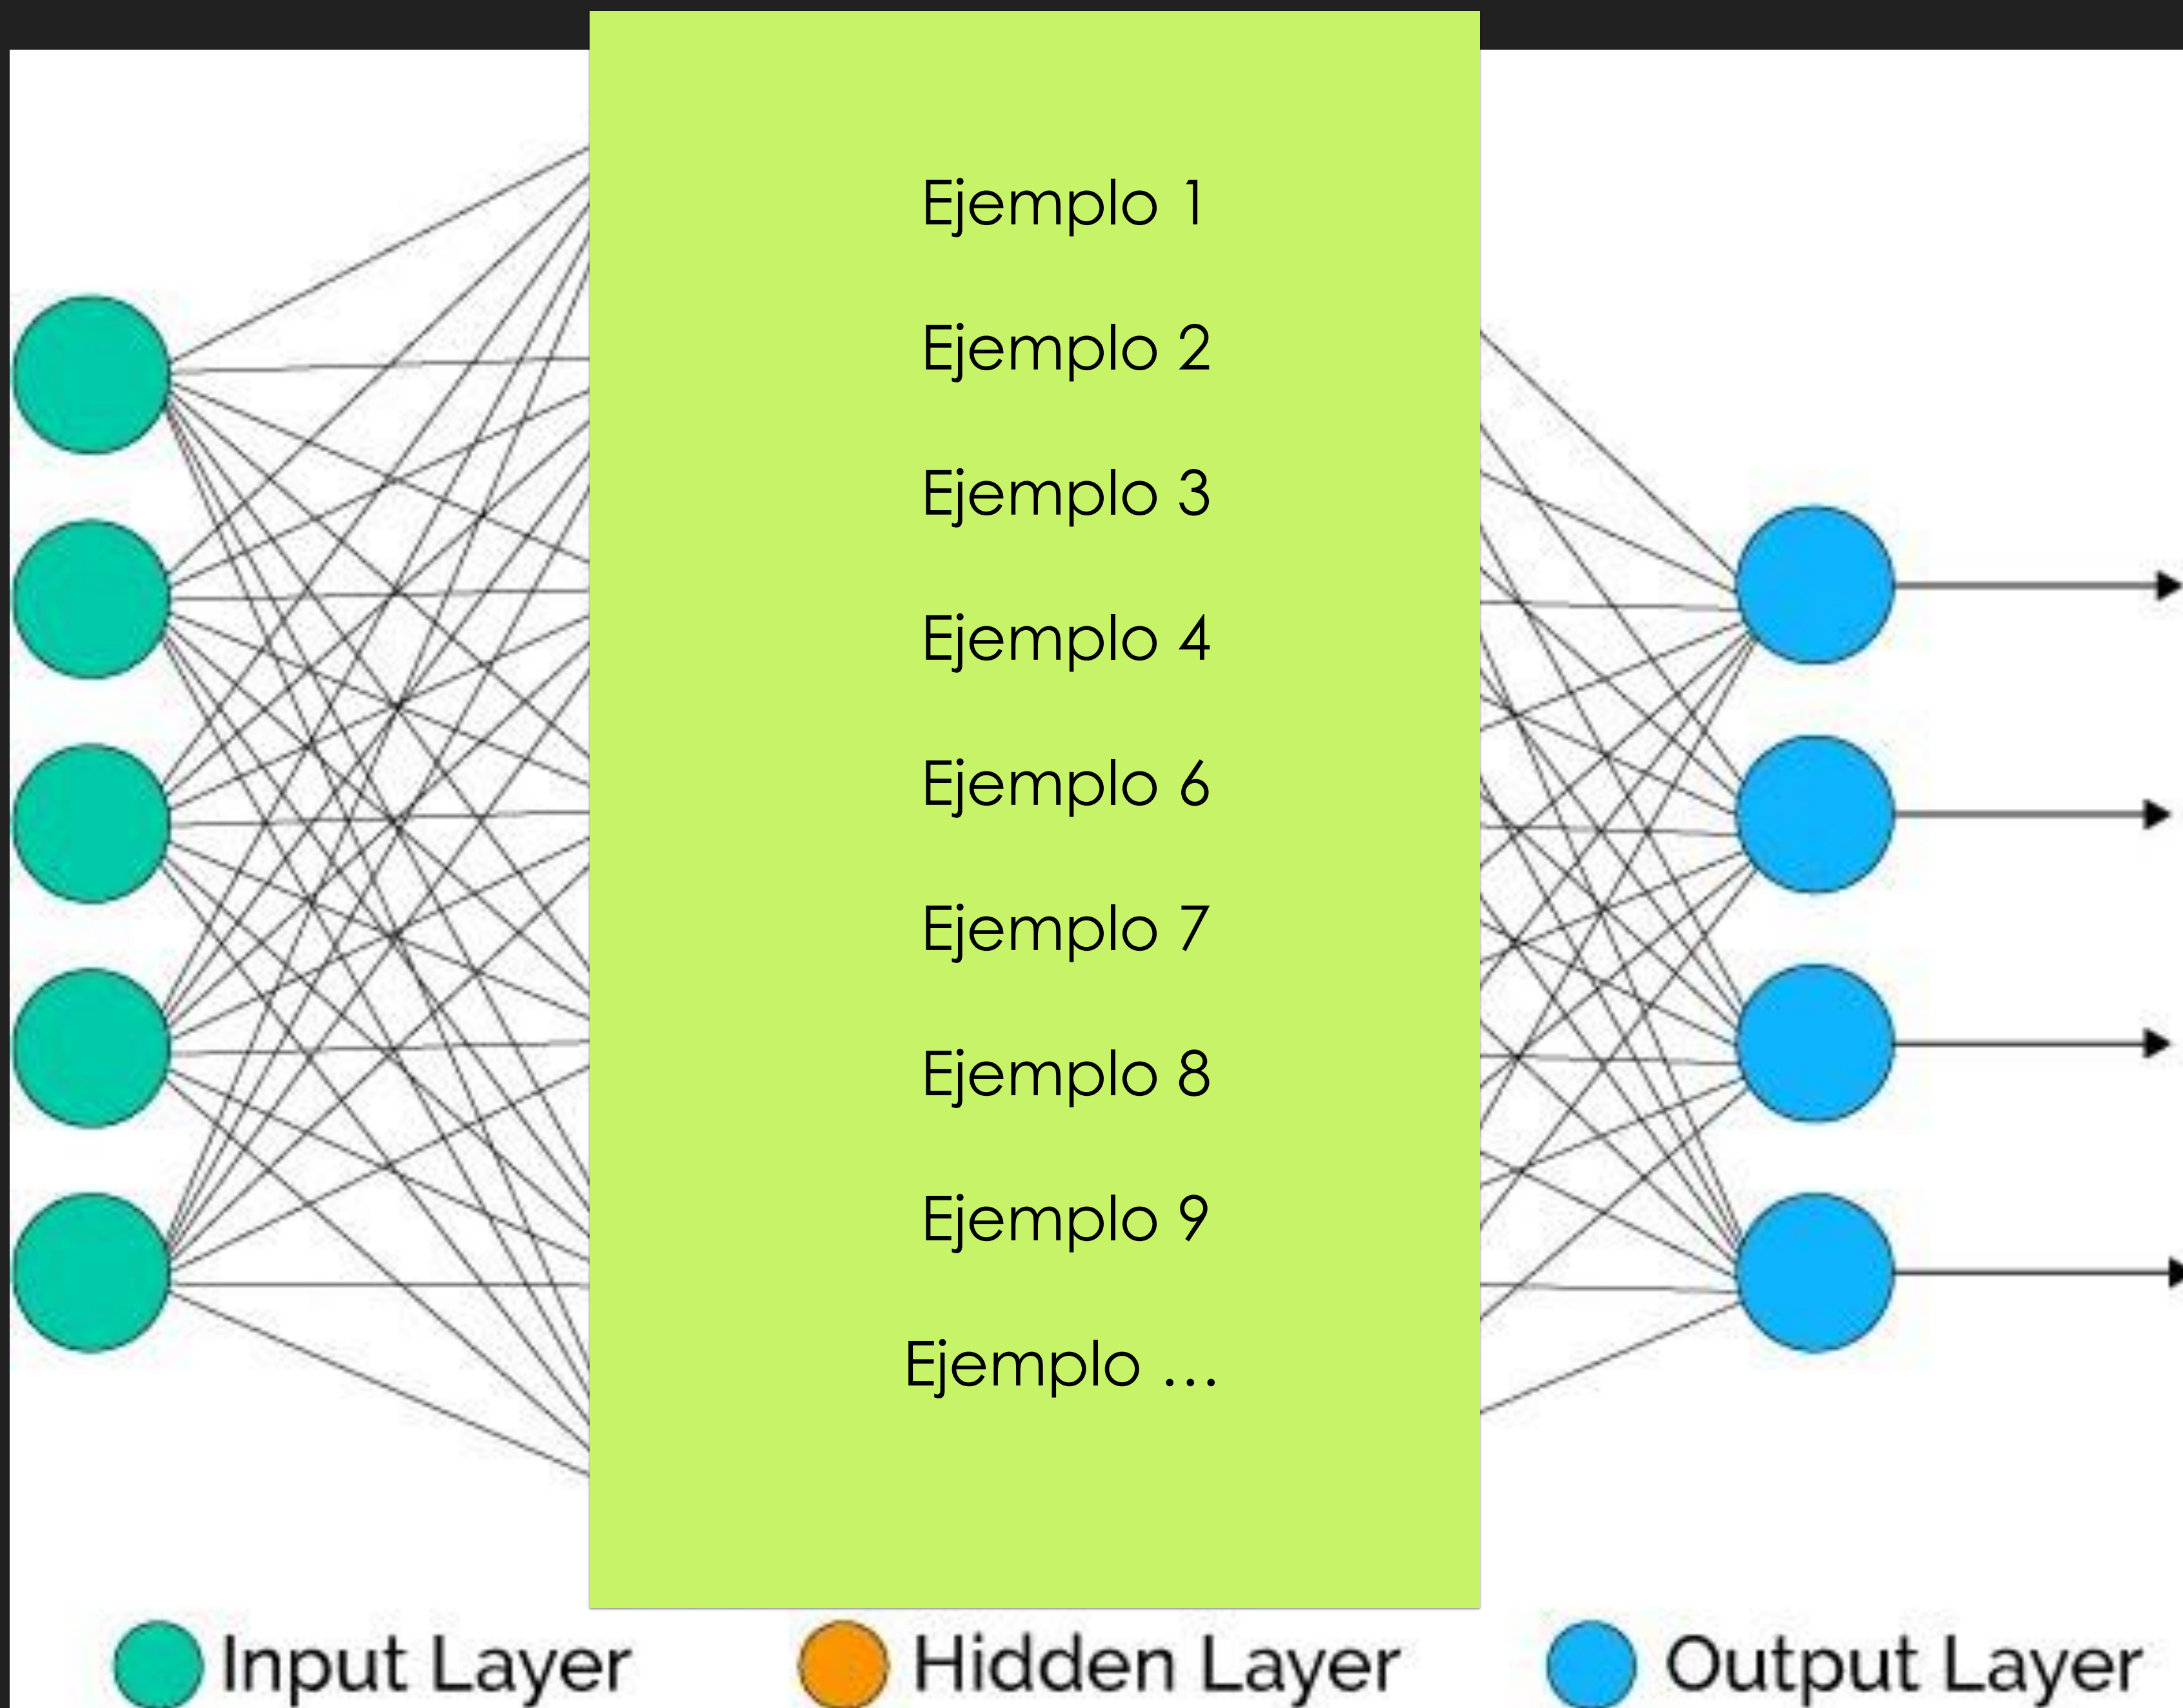 Ejemplo 1
Ejemplo 2
Ejemplo 3
Ejemplo 4
Ejemplo 6
Ejemplo 7
Ejemplo 8
Ejemplo 9
Ejemplo ...
Input Layer
Hidden Layer
Output Layer